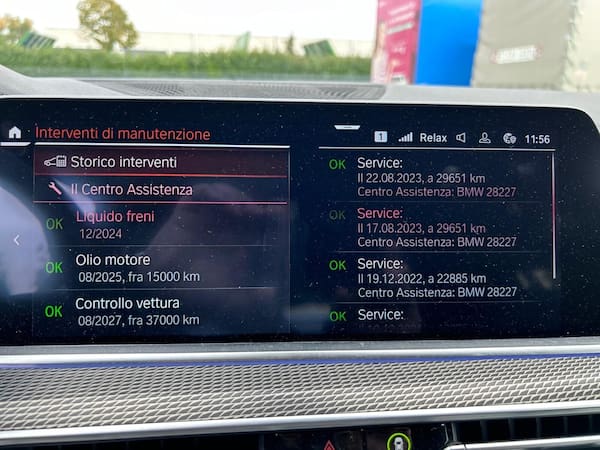 Interventi di manutenzione
1 Relax 11:56
Storico interventi
Il Centro Assistenza
OK Liquido freni
12/2024
OK Olio motore
08/2025, fra 15000 km
OK Controllo vettura
08/2027, fra 37000 km
OK Service:
Il 22.08.2023, a 29651 km
Centro Assistenza: BMW 28227
OK Service:
Il 17.08.2023, a 29651 km
Centro Assistenza: BMW 28227
OK Service:
Il 19.12.2022, a 22885 km
Centro Assistenza: BMW 28227
OK Service: